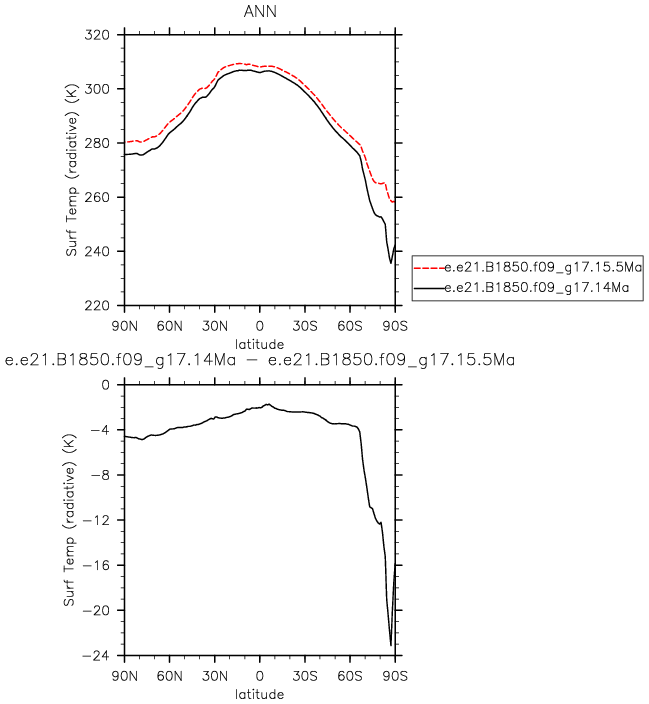 ANN
320
300
280
260
240
220
Surf Temp (radiative) (K)
90N 60N 30N 0 30S 60S 90S
latitude
e.e21.B1850.f09_g17.15.5Ma
e.e21.B1850.f09_g17.14Ma
e.e21.B1850.f09_g17.14Ma − e.e21.B1850.f09_g17.15.5Ma
0
−4
−8
−12
−16
−20
−24
Surf Temp (radiative) (K)
90N 60N 30N 0 30S 60S 90S
latitude